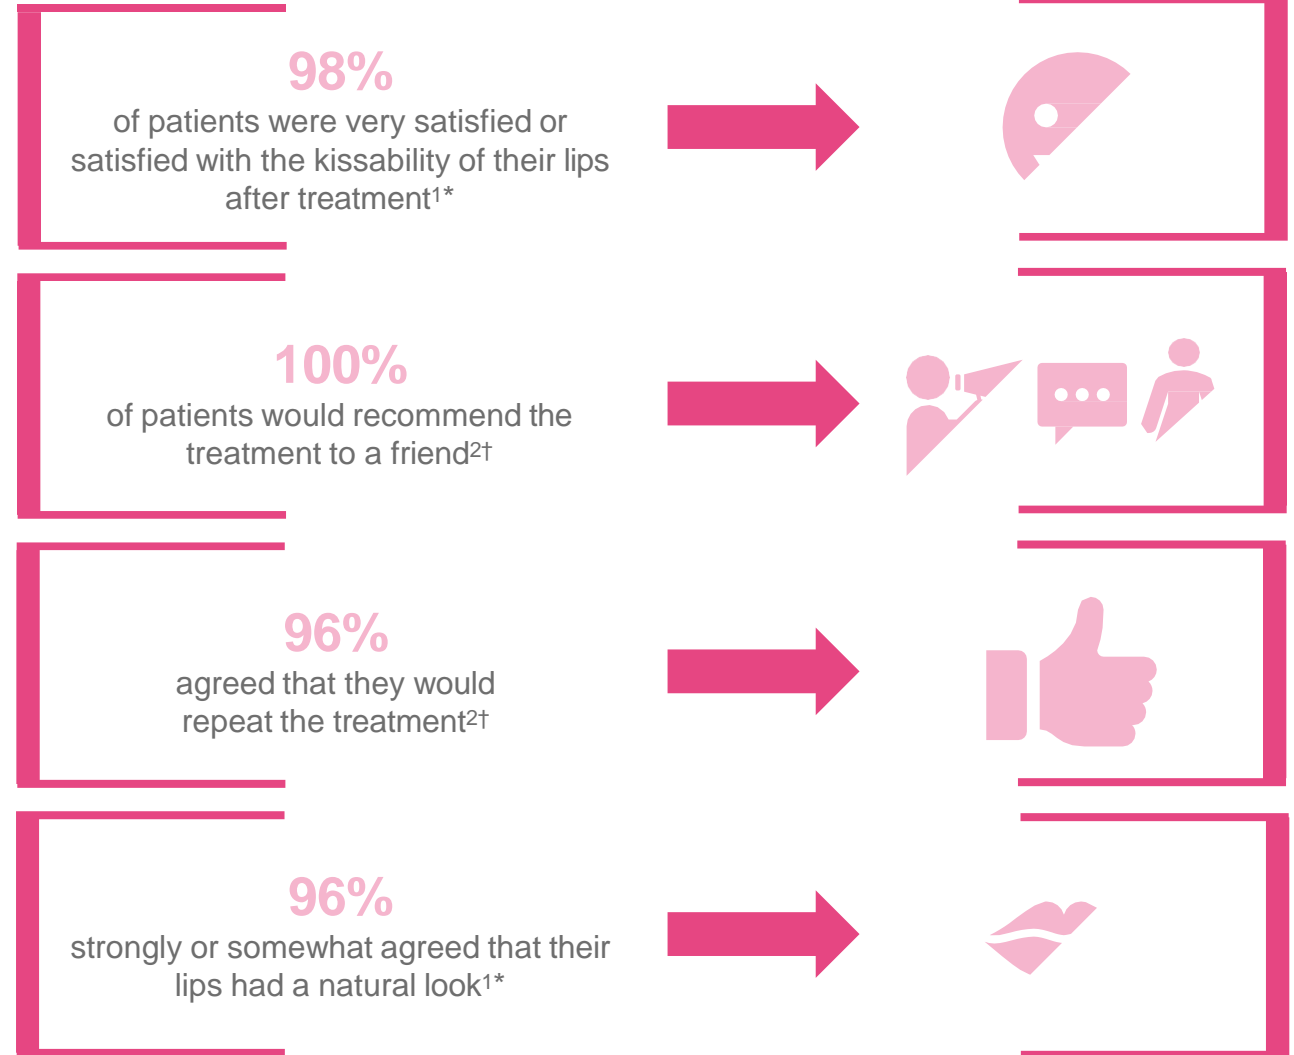 98%
of patients were very satisfied or
satisfied with the kissability of their lips
after treatment¹*
100%
of patients would recommend the
treatment to a friend²†
96%
agreed that they would
repeat the treatment²†
96%
strongly or somewhat agreed that their
lips had a natural look¹*